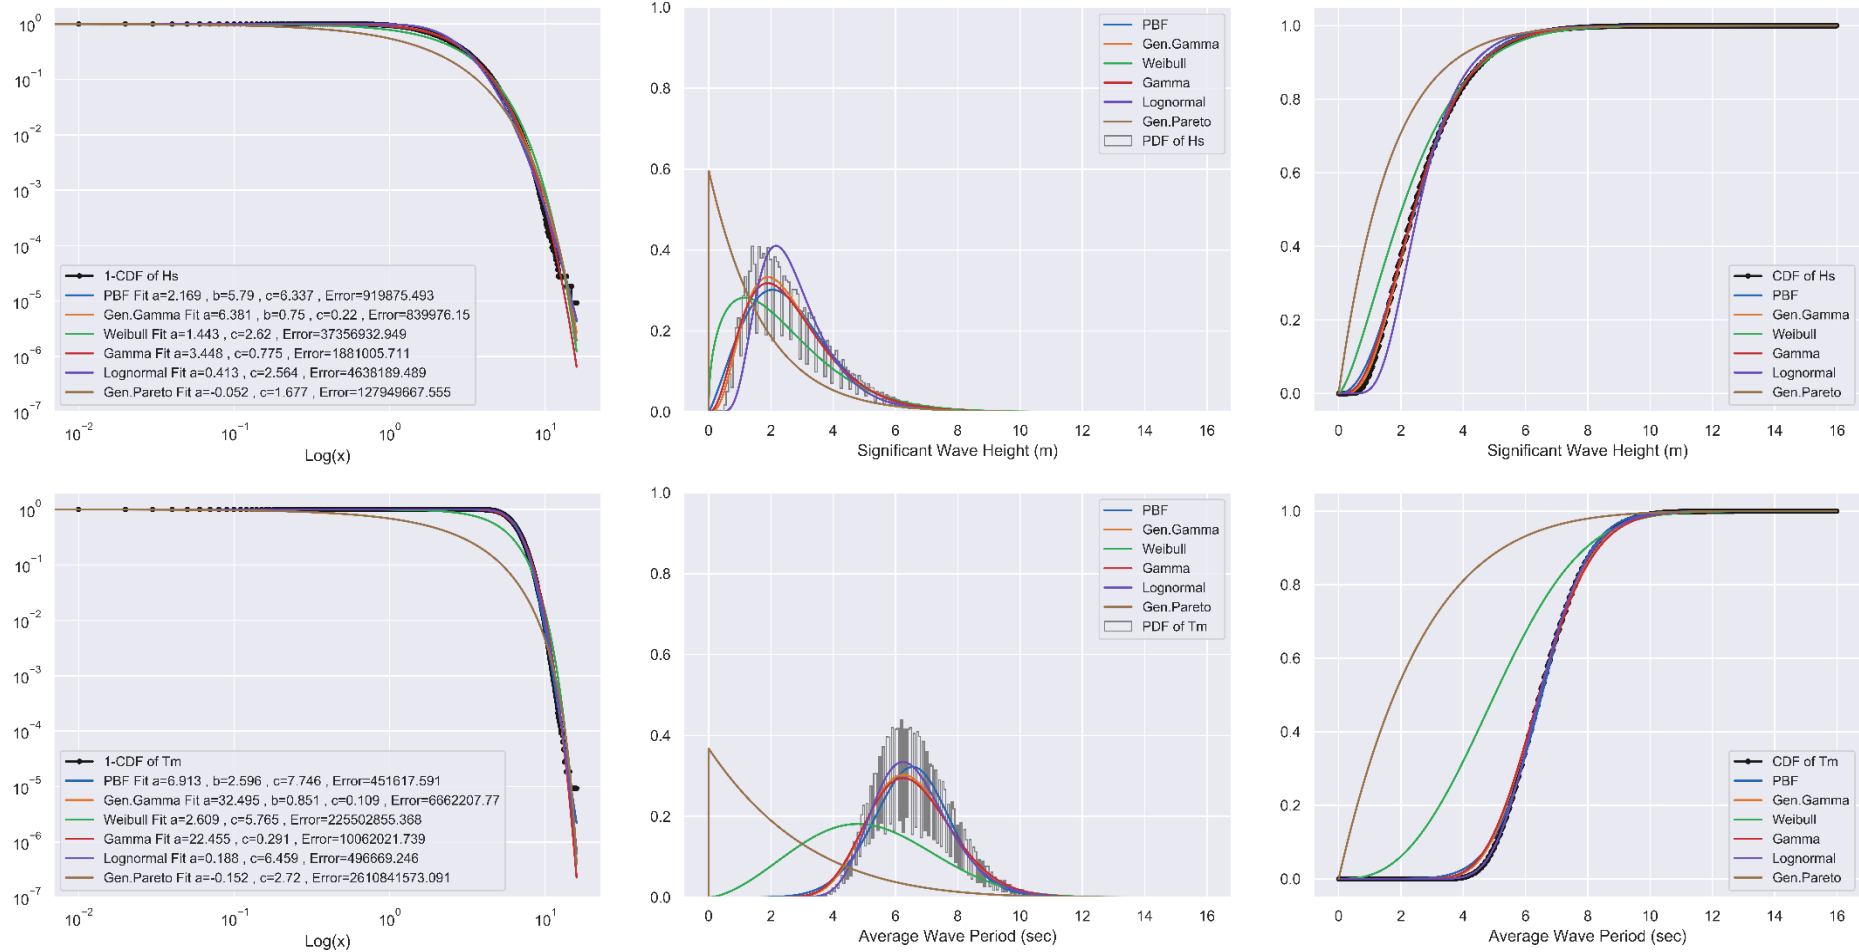 10^0
10^-1
10^-2
10^-3
10^-4
10^-5
10^-6
10^-7
1-CDF of Hs
PBF Fit a=2.169 , b=5.79 , c=6.337 , Error=919875.493
Gen.Gamma Fit a=6.381 , b=0.75 , c=0.22 , Error=839976.15
Weibull Fit a=1.443 , c=2.62 , Error=37356932.949
Gamma Fit a=3.448 , c=0.775 , Error=1881005.711
Lognormal Fit a=0.413 , c=2.564 , Error=4638189.489
Gen.Pareto Fit a=-0.052 , c=1.677 , Error=127949667.555
10^-2 10^-1 10^0 10^1
Log(x)
1.0
0.8
0.6
0.4
0.2
0.0
PBF
Gen.Gamma
Weibull
Gamma
Lognormal
Gen.Pareto
PDF of Hs
0 2 4 6 8 10 12 14 16
Significant Wave Height (m)
1.0
0.8
0.6
0.4
0.2
0.0
CDF of Hs
PBF
Gen.Gamma
Weibull
Gamma
Lognormal
Gen.Pareto
0 2 4 6 8 10 12 14 16
Significant Wave Height (m)
10^0
10^-1
10^-2
10^-3
10^-4
10^-5
10^-6
10^-7
1-CDF of Tm
PBF Fit a=6.913 , b=2.596 , c=7.746 , Error=451617.591
Gen.Gamma Fit a=32.495 , b=0.851 , c=0.109 , Error=6662207.77
Weibull Fit a=2.609 , c=5.765 , Error=225502855.368
Gamma Fit a=22.455 , c=0.291 , Error=10062021.739
Lognormal Fit a=0.188 , c=6.459 , Error=496669.246
Gen.Pareto Fit a=-0.152 , c=2.72 , Error=2610841573.091
10^-2 10^-1 10^0 10^1
Log(x)
1.0
0.8
0.6
0.4
0.2
0.0
PBF
Gen.Gamma
Weibull
Gamma
Lognormal
Gen.Pareto
PDF of Tm
0 2 4 6 8 10 12 14 16
Average Wave Period (sec)
1.0
0.8
0.6
0.4
0.2
0.0
CDF of Tm
PBF
Gen.Gamma
Weibull
Gamma
Lognormal
Gen.Pareto
0 2 4 6 8 10 12 14 16
Average Wave Period (sec)